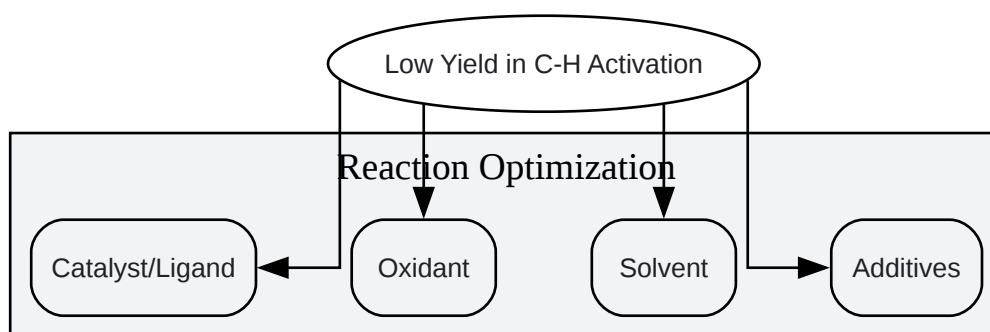 Low Yield in C-H Activation
Reaction Optimization
Catalyst/Ligand
Oxidant
Solvent
Additives